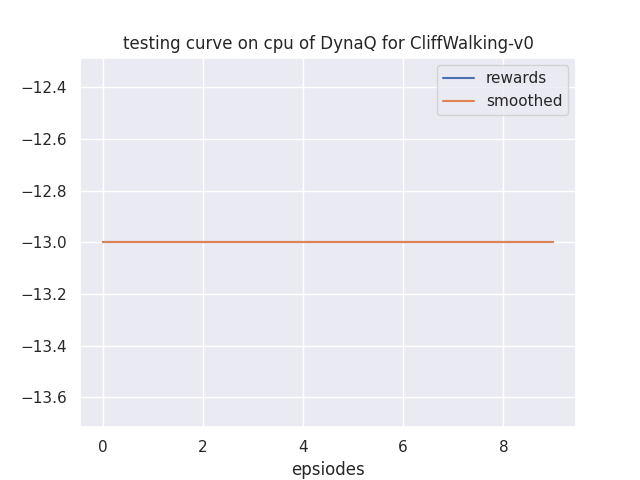 testing curve on cpu of DynaQ for CliffWalking-v0
rewards
smoothed
−12.4
−12.6
−12.8
−13.0
−13.2
−13.4
−13.6
0 2 4 6 8
epsiodes